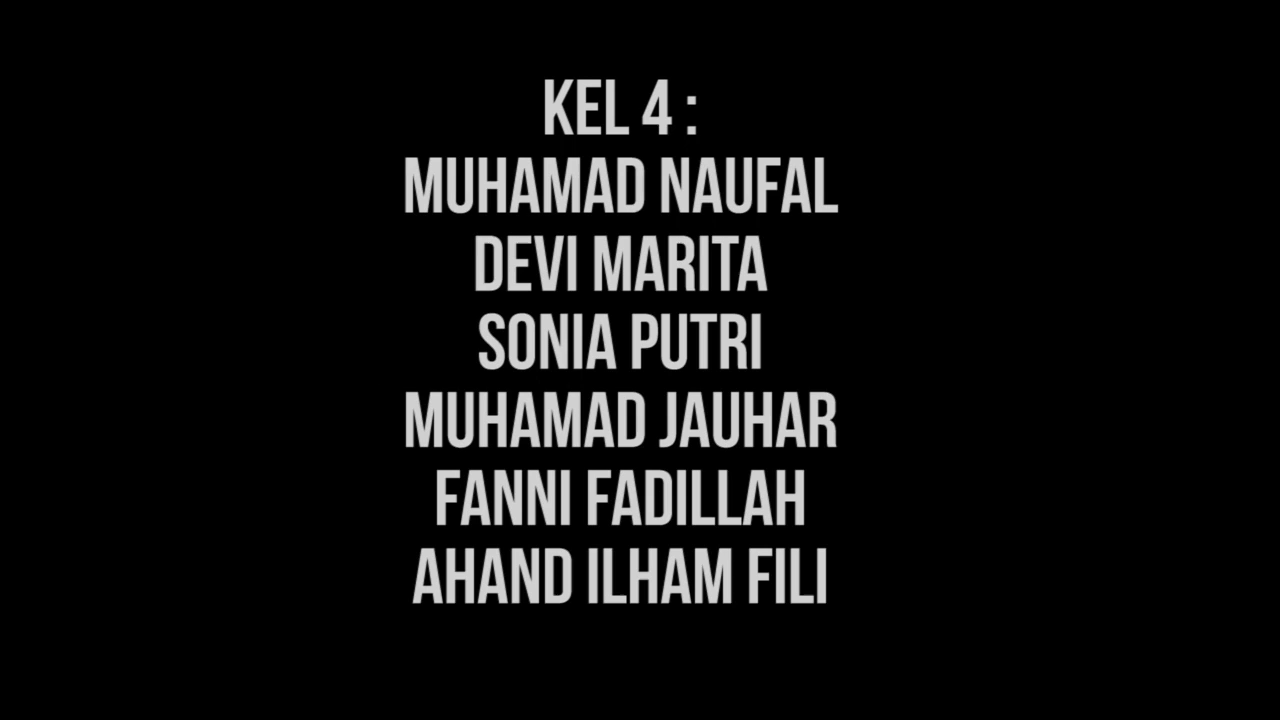 KEL 4 :
MUHAMAD NAUFAL
DEVI MARITA
SONIA PUTRI
MUHAMAD JAUHAR
FANNI FADILLAH
AHAND ILHAM FILI